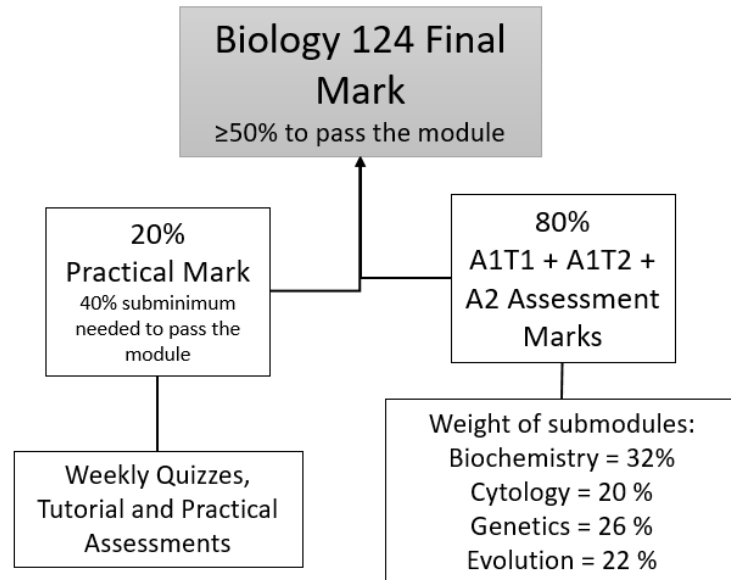 Biology 124 Final
Mark
≥50% to pass the module
20%
Practical Mark
40% subminimum
needed to pass the
module
80%
A1T1 + A1T2 +
A2 Assessment
Marks
Weekly Quizzes,
Tutorial and Practical
Assessments
Weight of submodules:
Biochemistry = 32%
Cytology = 20 %
Genetics = 26 %
Evolution = 22 %